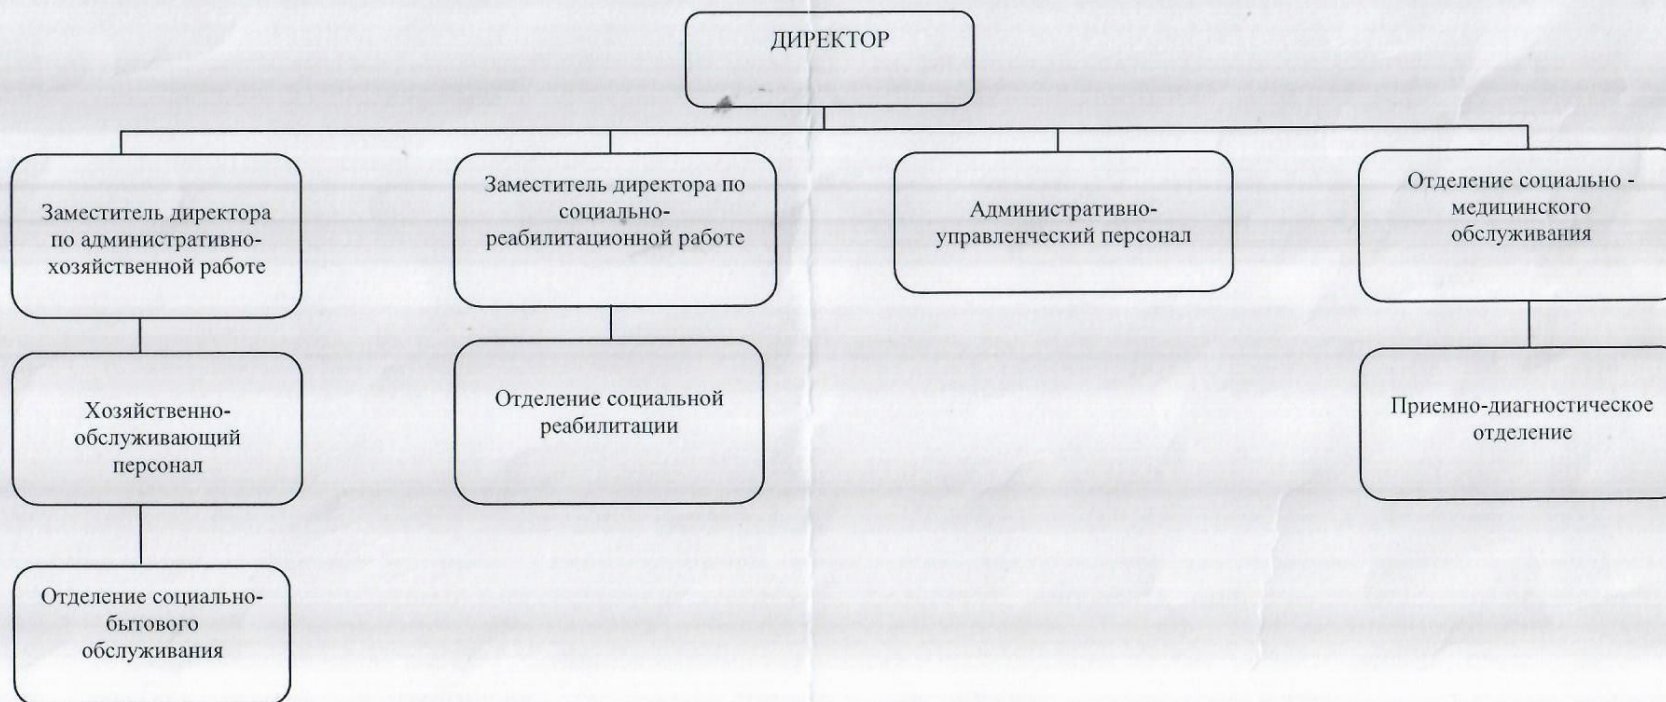 ДИРЕКТОР
Заместитель директора
по административно-
хозяйственной работе
Заместитель директора по
социально-
реабилитационной работе
Административно-
управленческий персонал
Отделение социально -
медицинского
обслуживания
Хозяйственно-
обслуживающий
персонал
Отделение социальной
реабилитации
Приемно-диагностическое
отделение
Отделение социально-
бытового
обслуживания